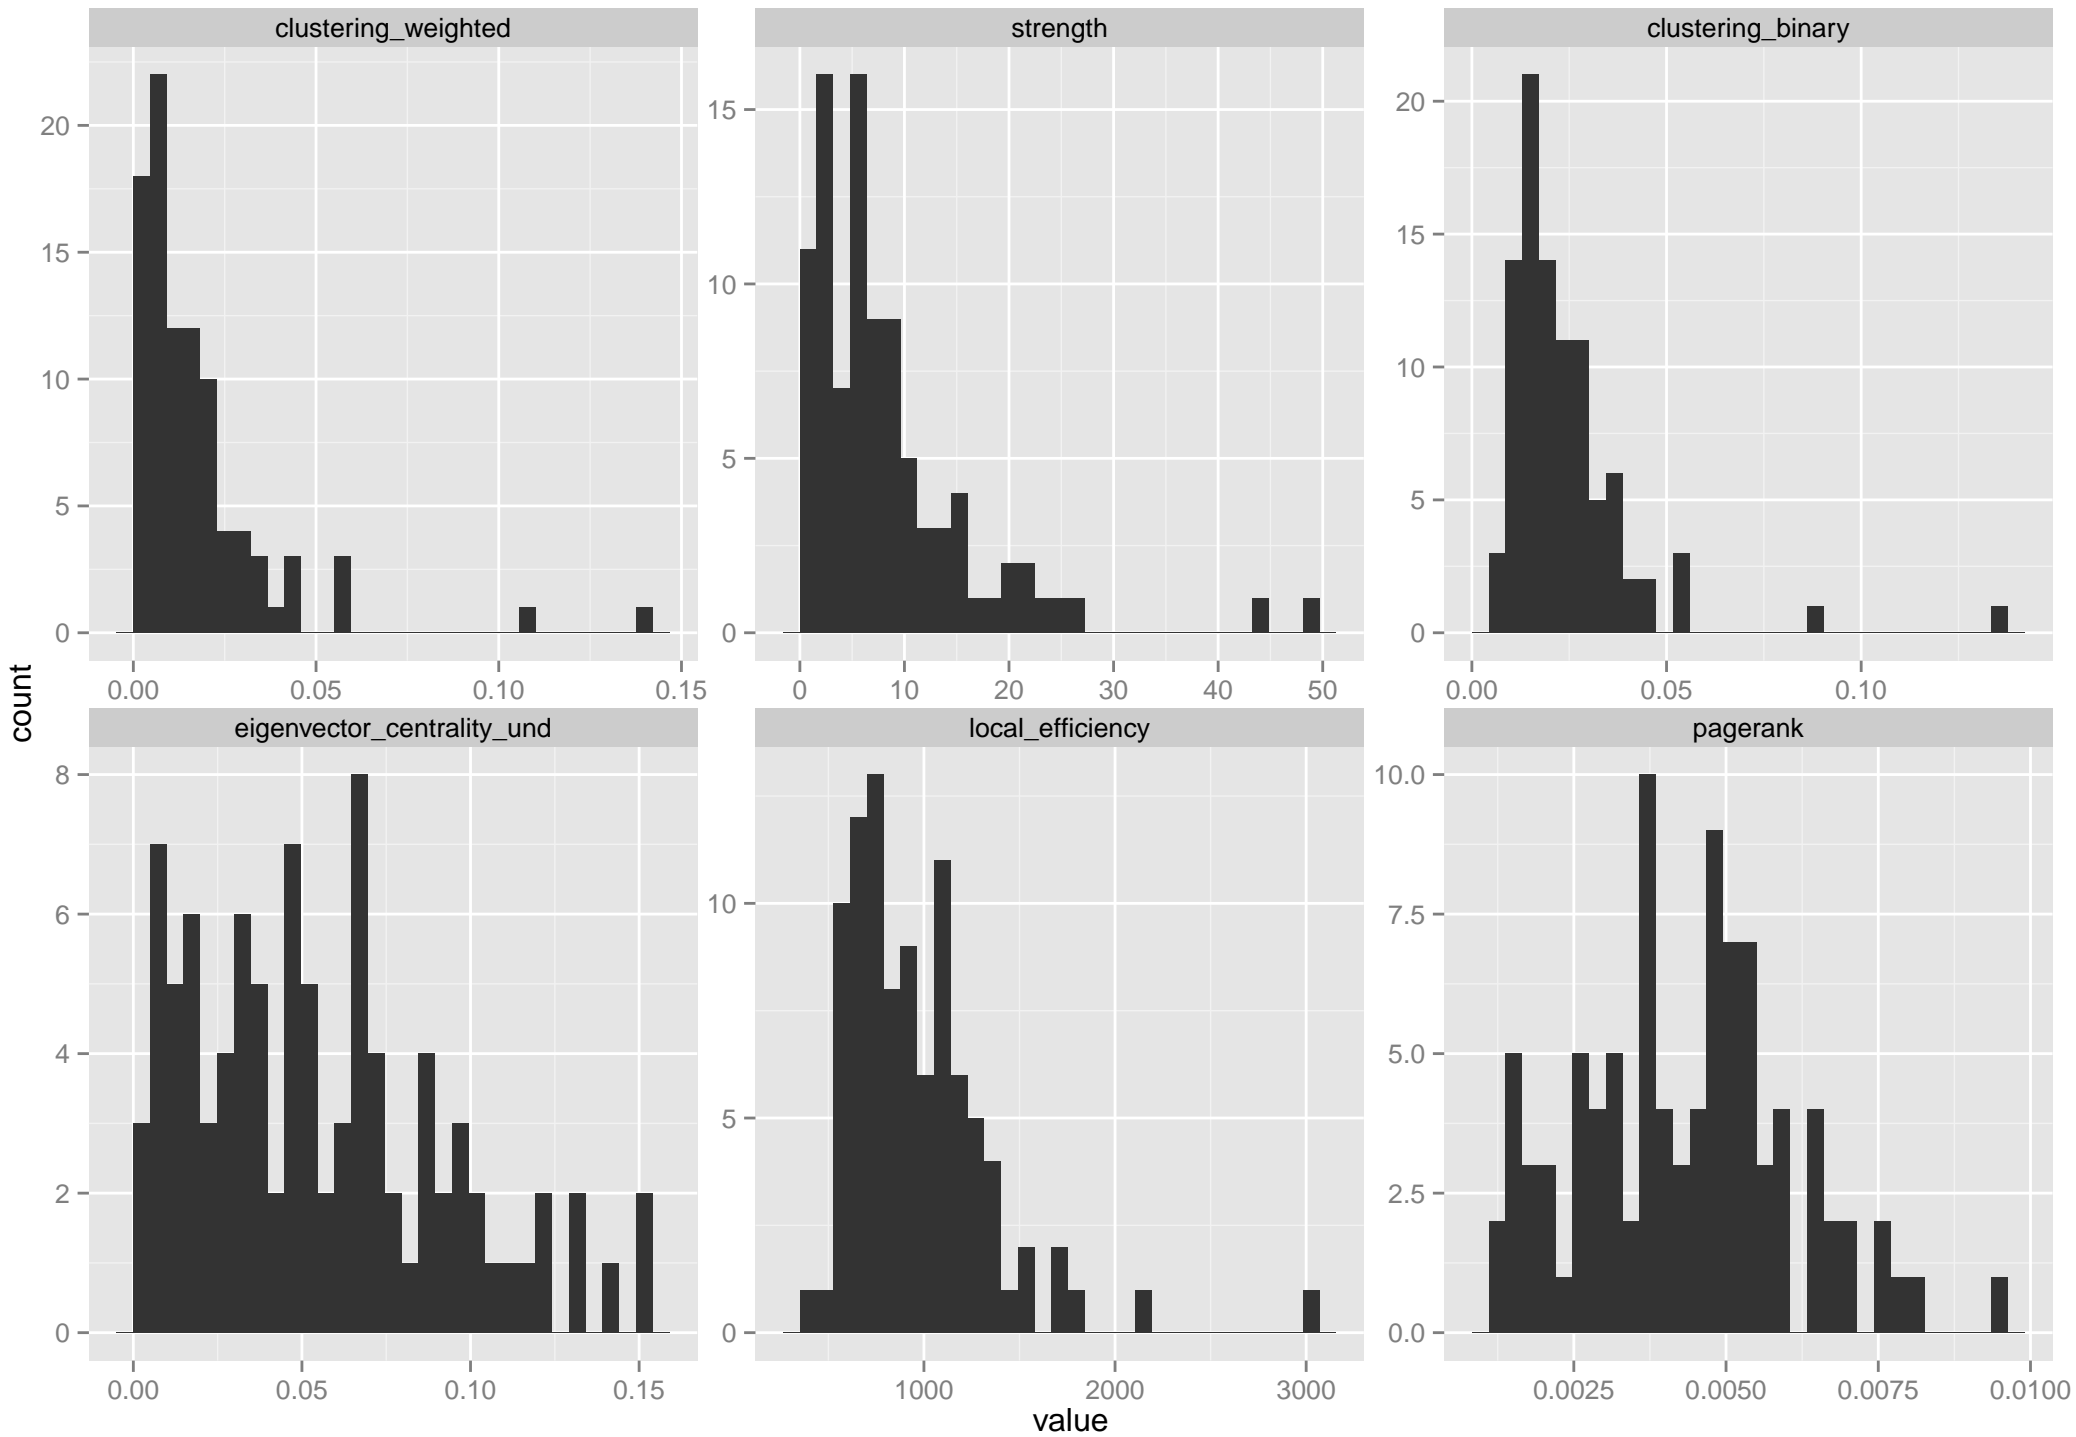 clustering_weighted
strength
clustering_binary
20
15
10
5
0
15
10
5
0
20
15
10
5
0
0.00 0.05 0.10 0.15
0 10 20 30 40 50
0.00 0.05 0.10
count
eigenvector_centrality_und
local_efficiency
pagerank
8
6
4
2
0
10
5
0
10.0
7.5
5.0
2.5
0.0
0.00 0.05 0.10 0.15
1000 2000 3000
0.0025 0.0050 0.0075 0.0100
value